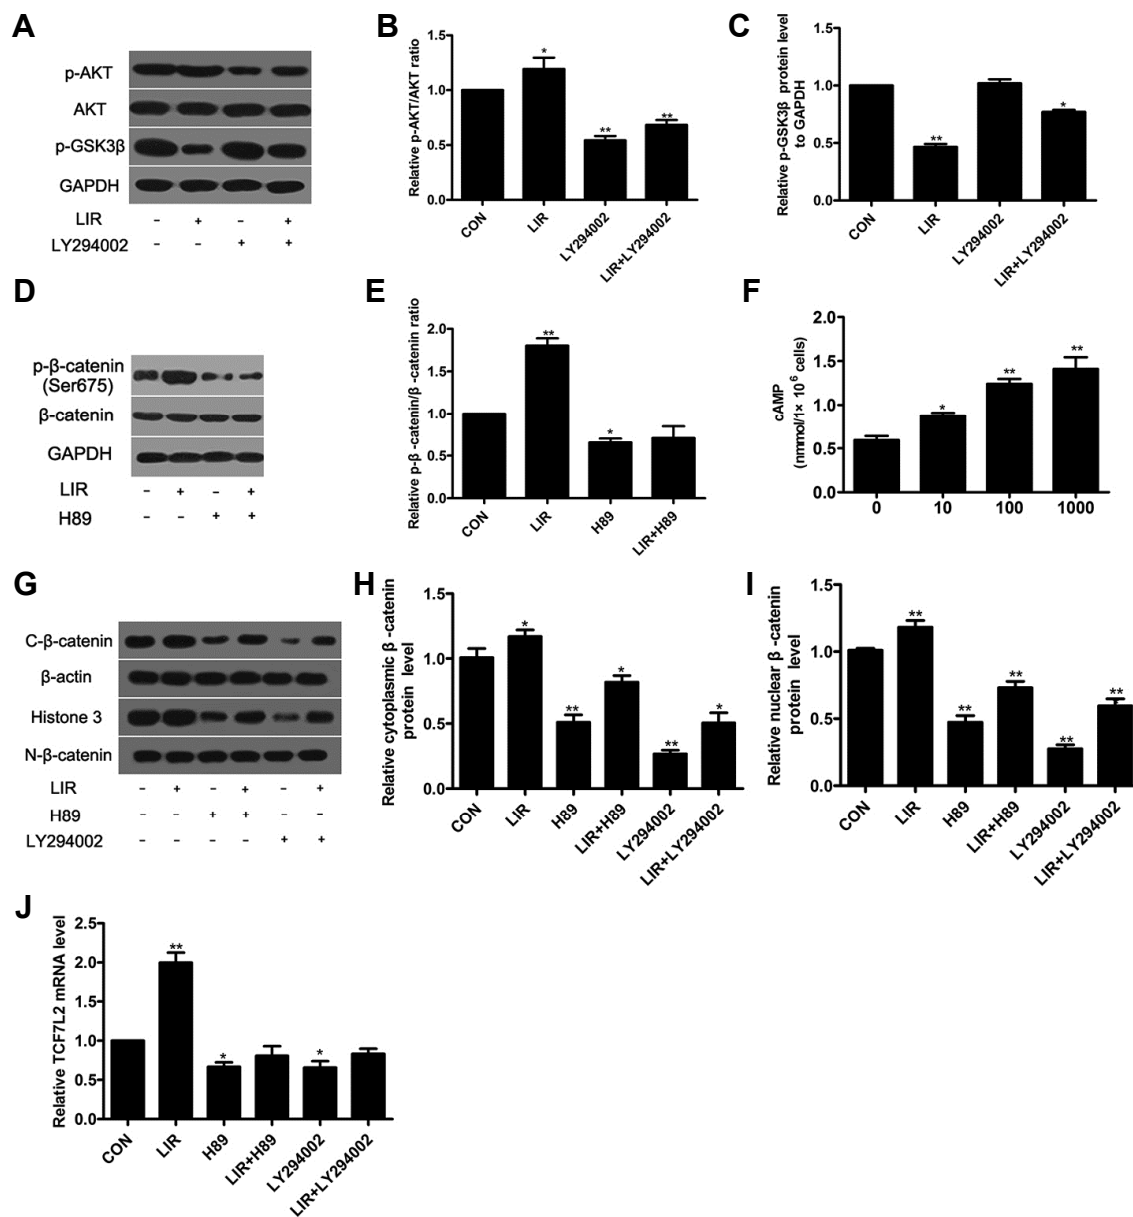 A
p-AKT
AKT
p-GSK3β
GAPDH
LIR - + - +
LY294002 - - + +
B
Relative p-AKT/AKT ratio
1.5
1.0
0.5
0.0
*
**
**
CON
LIR
LY294002
LIR+LY294002
C
Relative p-GSK3β protein level
to GAPDH
1.5
1.0
0.5
0.0
**
*
CON
LIR
LY294002
LIR+LY294002
D
p-β-catenin
(Ser675)
β-catenin
GAPDH
LIR - + - +
H89 - - + +
E
Relative p-β -catenin/β -catenin ratio
2.0
1.5
1.0
0.5
0.0
**
*
CON
LIR
H89
LIR+H89
F
cAMP
(nmmol/1× 10 6 cells)
2.0
1.5
1.0
0.5
0.0
*
**
**
0
10
100
1000
G
C-β-catenin
β-actin
Histone 3
N-β-catenin
LIR - + - + - +
H89 - - + + - -
LY294002 - - - - + +
H
Relative cytoplasmic β -catenin
protein level
1.5
1.0
0.5
0.0
*
**
*
**
*
CON
LIR
H89
LIR+H89
LY294002
LIR+LY294002
I
Relative nuclear β -catenin
protein level
1.5
1.0
0.5
0.0
**
**
**
**
**
CON
LIR
H89
LIR+H89
LY294002
LIR+LY294002
J
Relative TCF7L2 mRNA level
2.5
2.0
1.5
1.0
0.5
0.0
**
*
*
CON
LIR
H89
LIR+H89
LY294002
LIR+LY294002